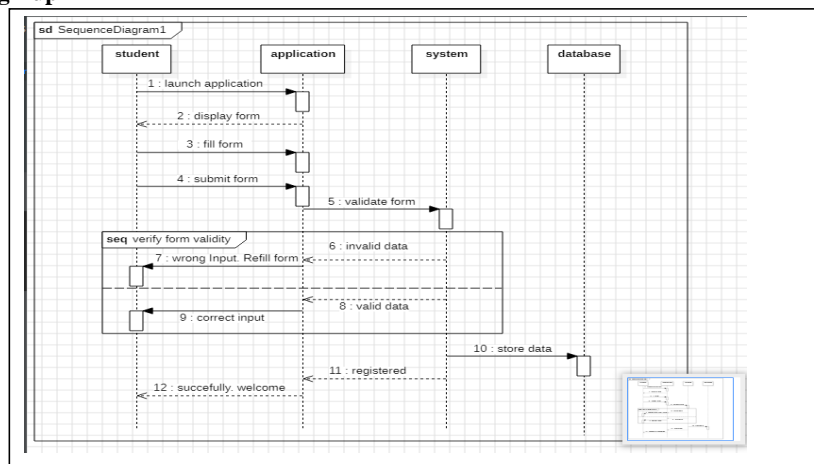 sd SequenceDiagram1
student
application
system
database
1 : launch application
2 : display form
3 : fill form
4 : submit form
5 : validate form
seq verify form validity
6 : invalid data
7 : wrong Input. Refill form
8 : valid data
9 : correct input
10 : store data
11 : registered
12 : succefully. welcome